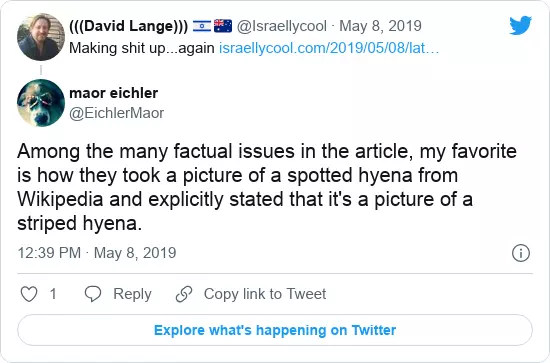 (((David Lange))) 🇮🇱 🇦🇺 @Israellycool · May 8, 2019
Making shit up...again israellycool.com/2019/05/08/lat…
maor eichler
@EichlerMaor
Among the many factual issues in the article, my favorite
is how they took a picture of a spotted hyena from
Wikipedia and explicitly stated that it's a picture of a
striped hyena.
12:39 PM · May 8, 2019
1 Reply Copy link to Tweet
Explore what's happening on Twitter